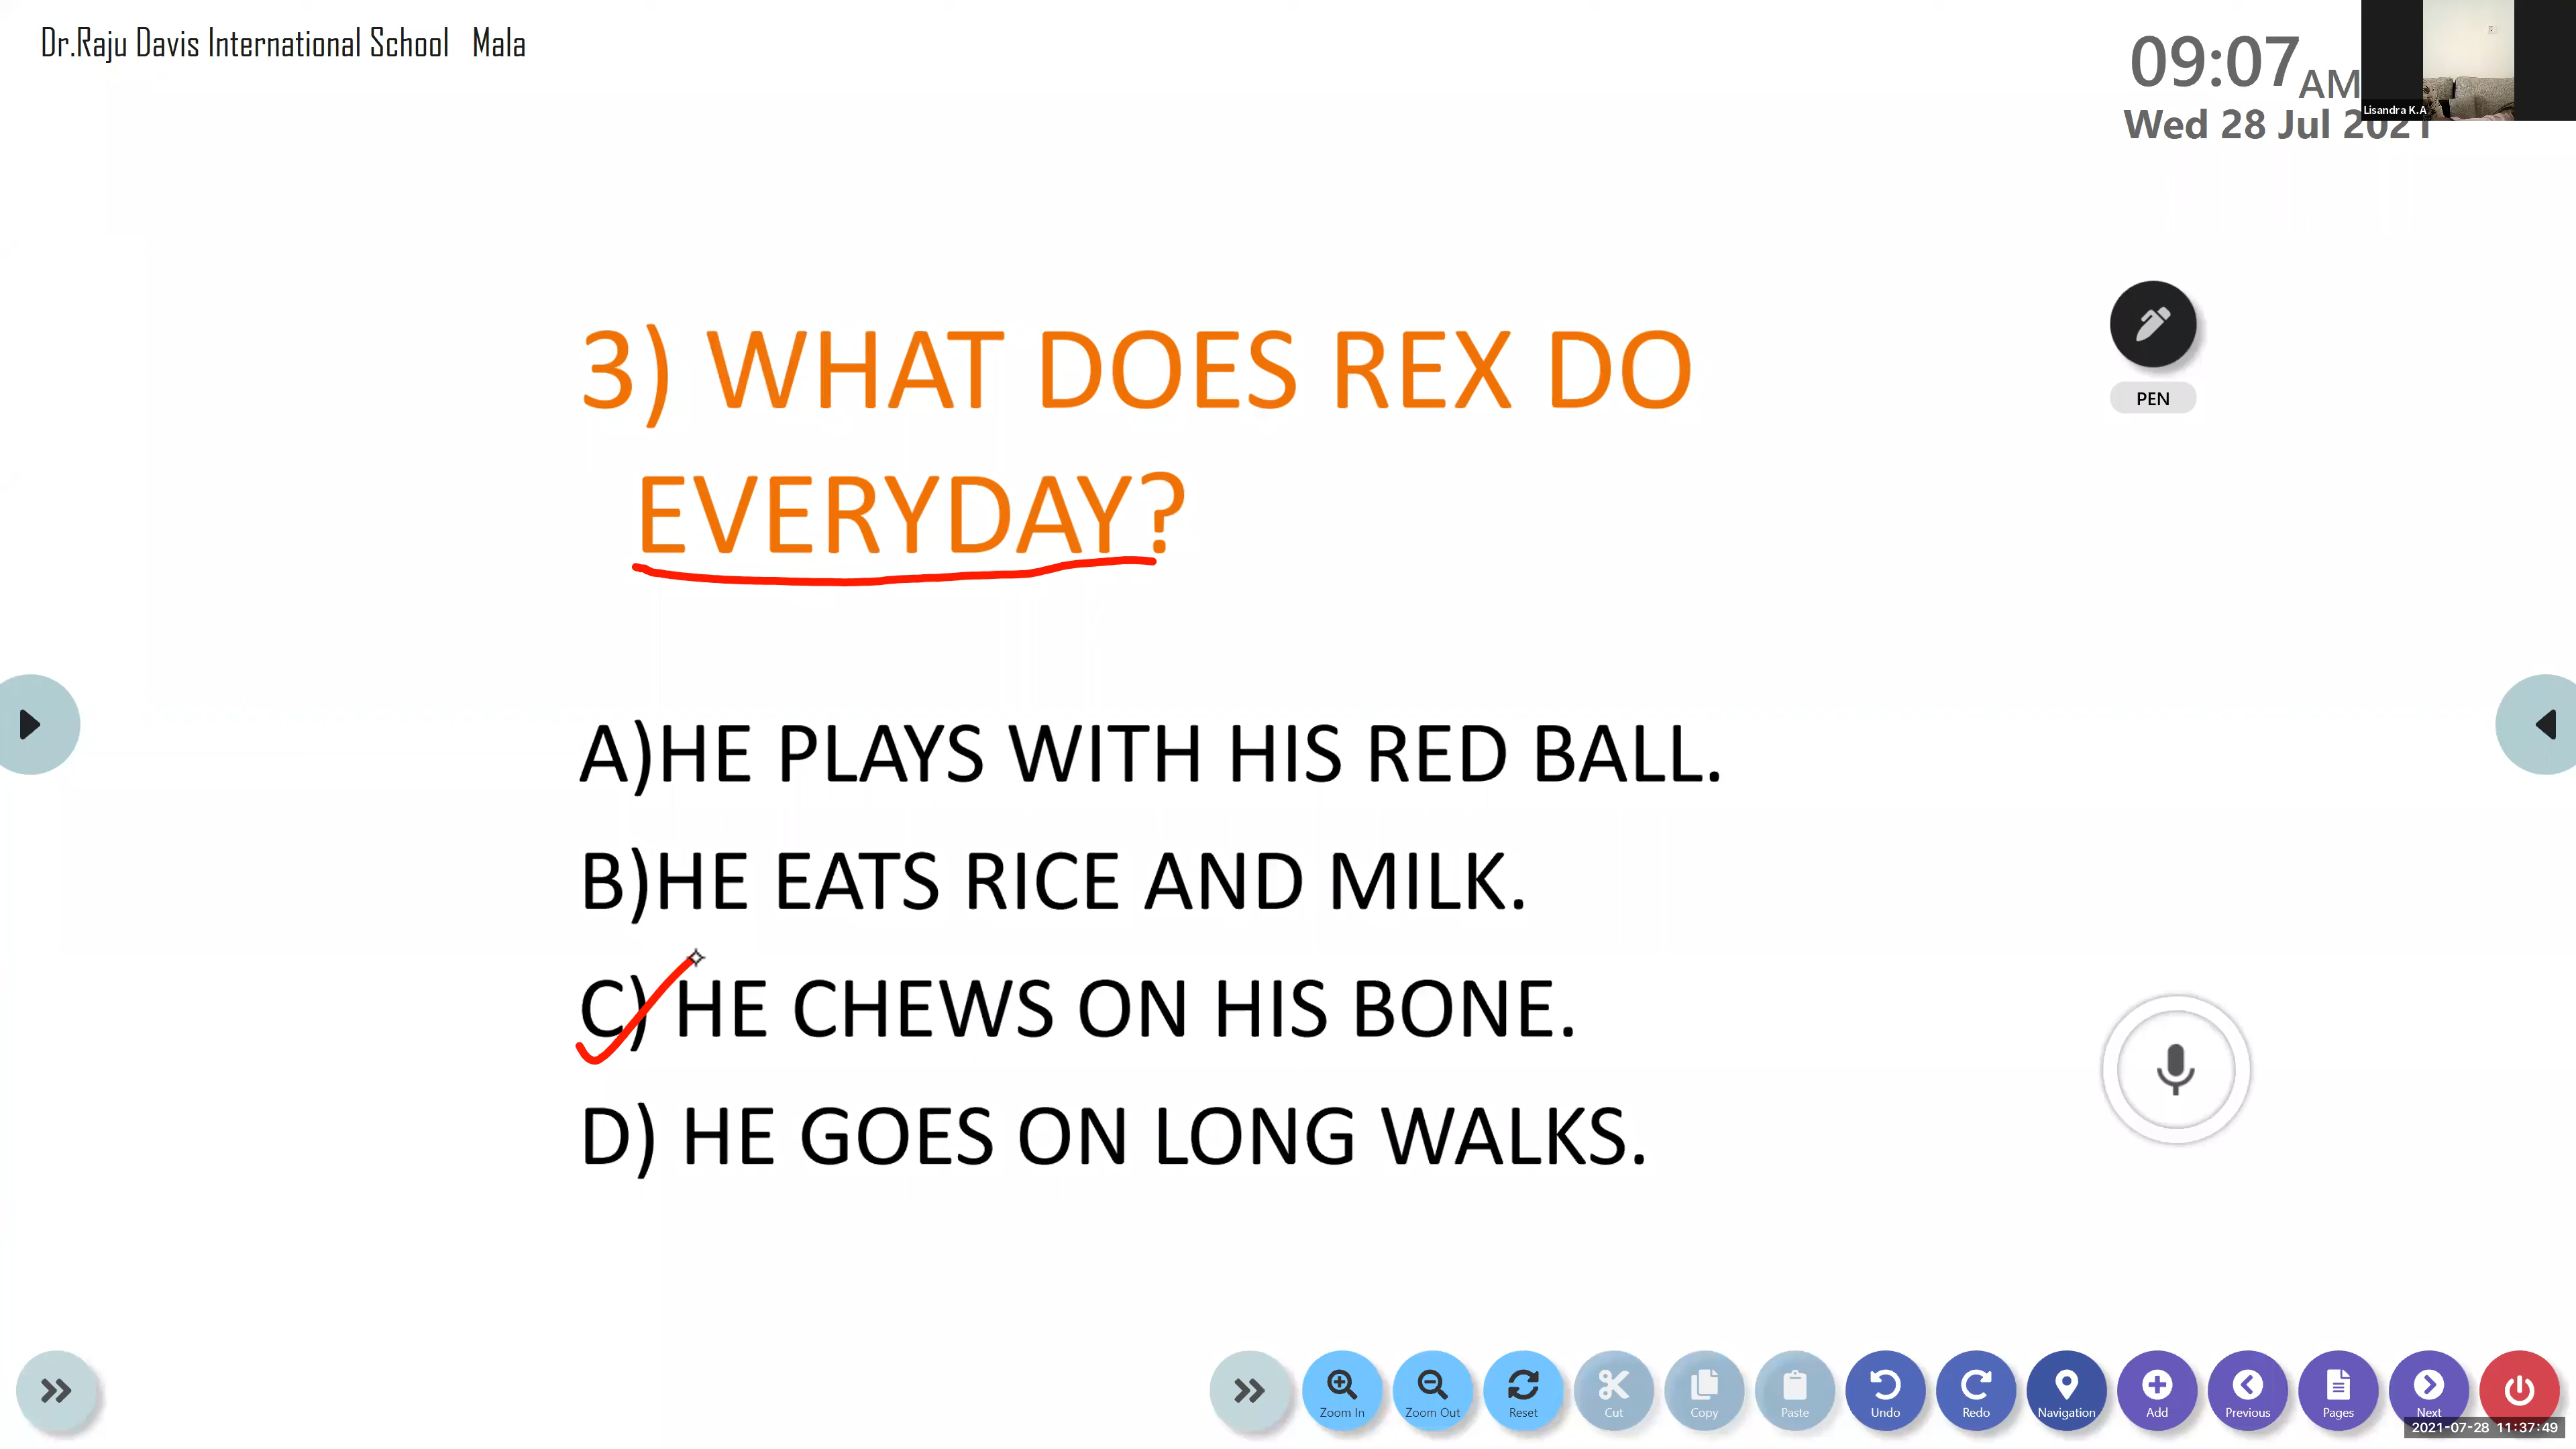 Dr.Raju Davis International School Mala
09:07 AM
Lisandra K.A
Wed 28 Jul 2021
3) WHAT DOES REX DO
EVERYDAY?
PEN
A)HE PLAYS WITH HIS RED BALL.
B)HE EATS RICE AND MILK.
C) HE CHEWS ON HIS BONE.
D) HE GOES ON LONG WALKS.
Zoom In
Zoom Out
Reset
Cut
Copy
Paste
Undo
Redo
Navigation
Add
Previous
Pages
Next
2021-07-28 11:37:49